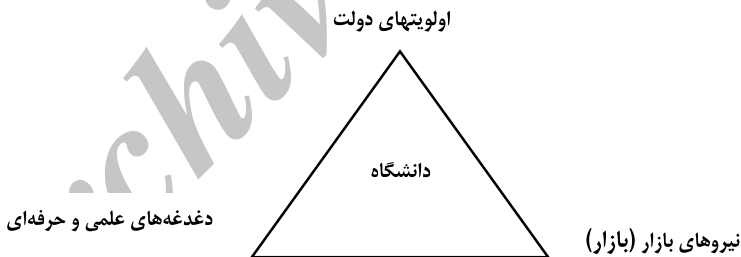 اولویتهای دولت
دانشگاه
دغدغه‌های علمی و حرفه‌ای
نیروهای بازار (بازار)